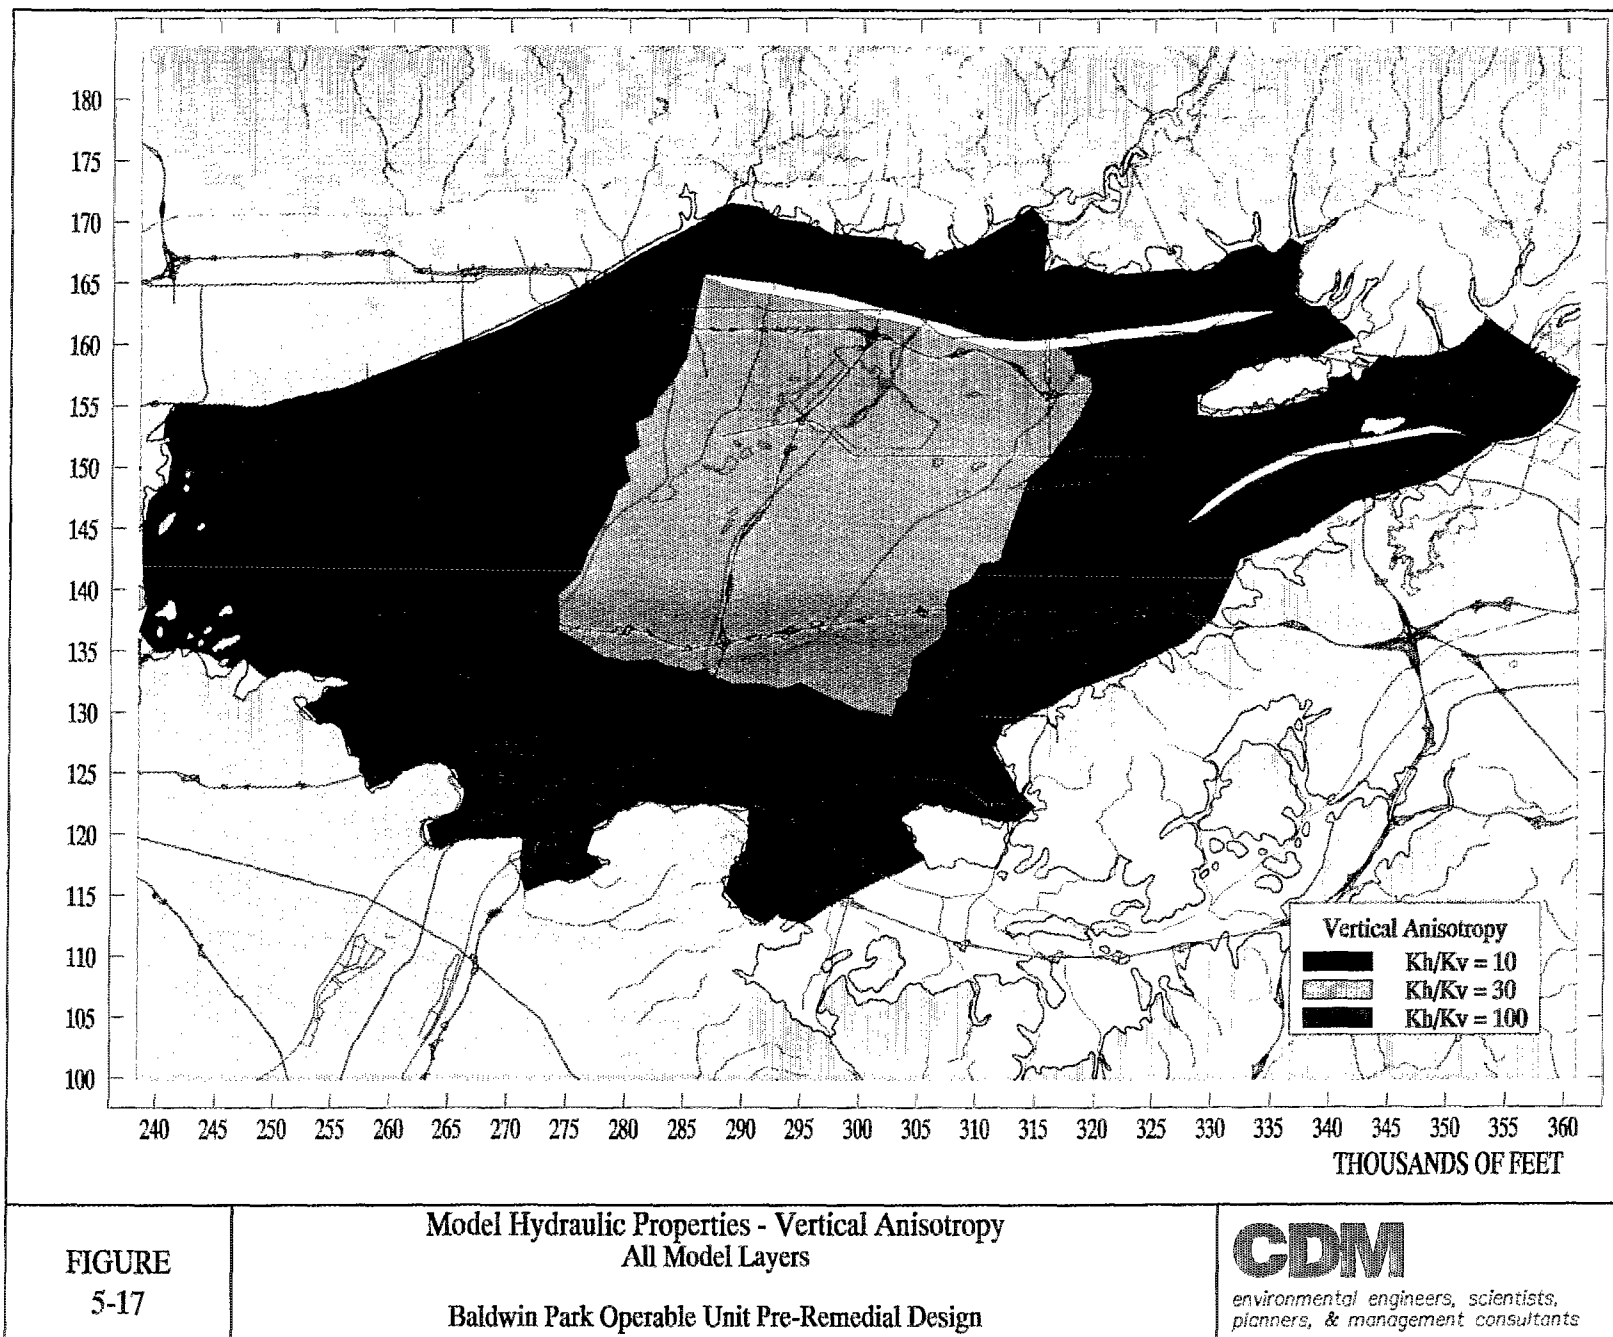 180
175
170
165
160
155
150
145
140
135
130
125
120
115
110
105
100
240 245 250 255 260 265 270 275 280 285 290 295 300 305 310 315 320 325 330 335 340 345 350 355 360
THOUSANDS OF FEET
Vertical Anisotropy
Kh/Kv = 10
Kh/Kv = 30
Kh/Kv = 100
FIGURE
5-17
Model Hydraulic Properties - Vertical Anisotropy
All Model Layers
Baldwin Park Operable Unit Pre-Remedial Design
CDM
environmental engineers, scientists,
planners, & management consultants